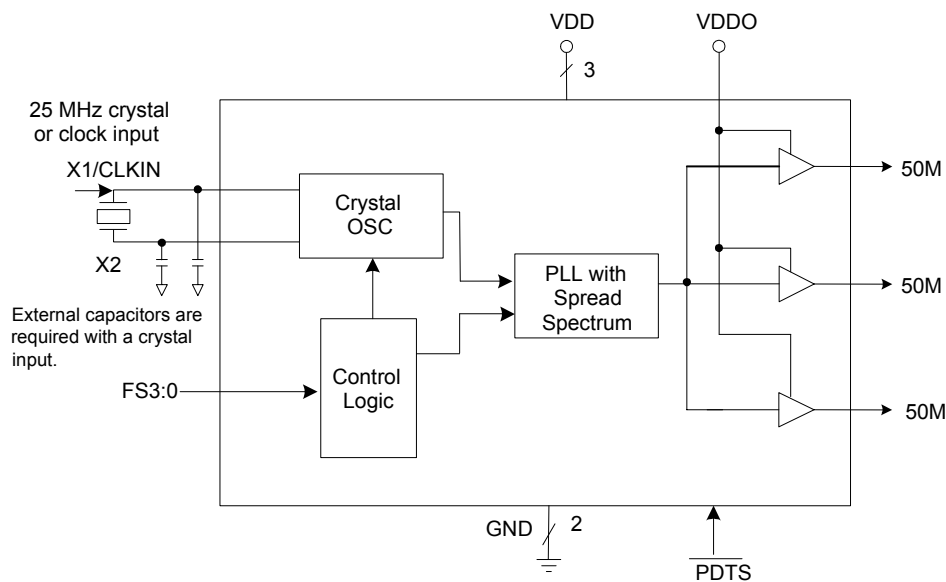 VDD
VDDO
3
25 MHz crystal
or clock input
X1/CLKIN
X2
External capacitors are
required with a crystal
input.
FS3:0
Crystal
OSC
Control
Logic
PLL with
Spread
Spectrum
50M
50M
50M
GND
2
PDTS